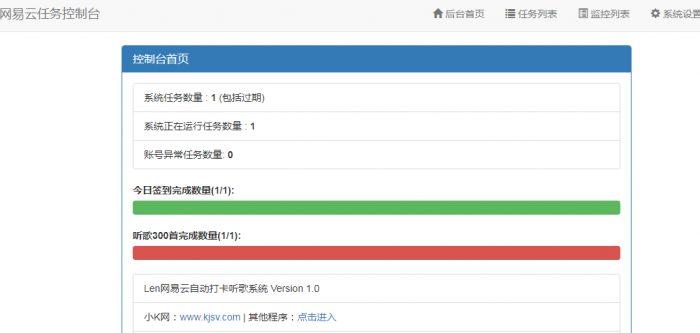 网易云任务控制台 后台首页 任务列表 监控列表 系统设置
控制台首页
系统任务数量 : 1 (包括过期)
系统正在运行任务数量 : 1
账号异常任务数量: 0
今日签到完成数量(1/1):
听歌300首完成数量(1/1):
Len网易云自动打卡听歌系统 Version 1.0
小K网：www.kjsv.com | 其他程序：点击进入